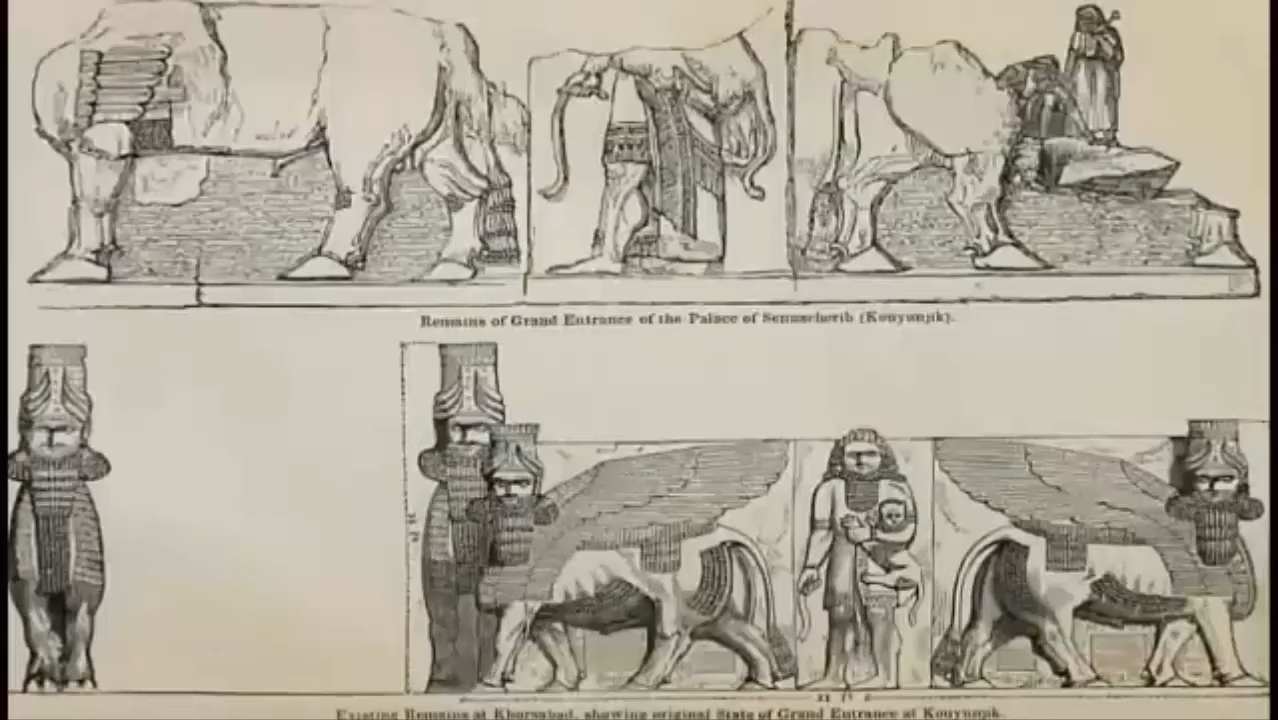 Remains of Grand Entrance of the Palace of Sennacherib (Kouyunjik).
Existing Remains at Khorsabad, showing original State of Grand Entrance at Kouyunjik.